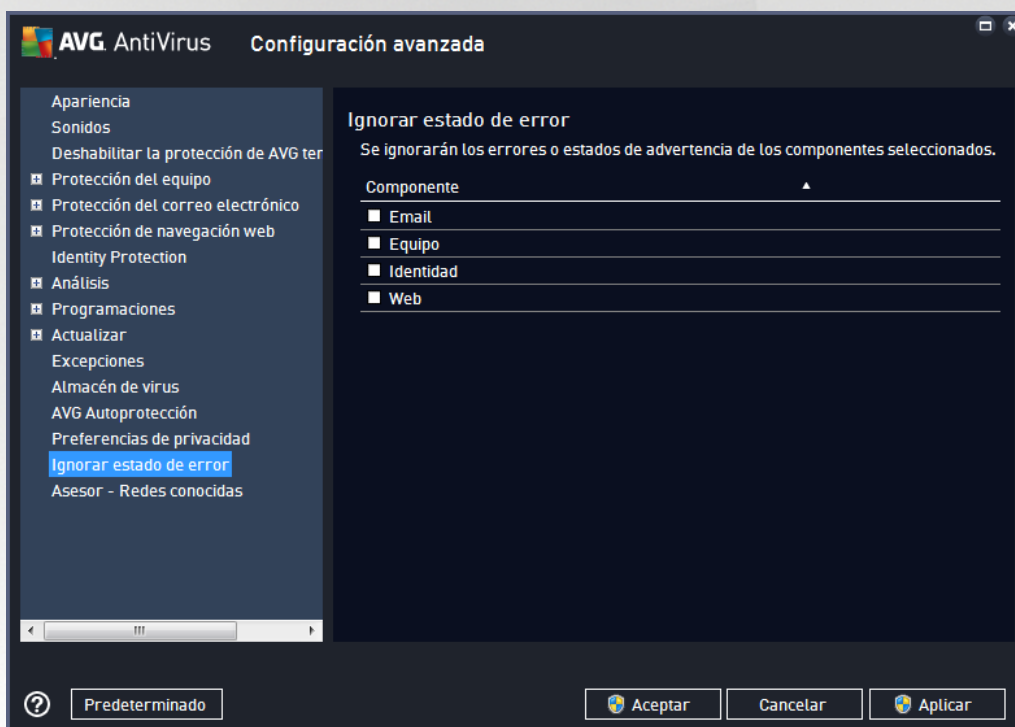 AVG. AntiVirus Configuración avanzada
Apariencia
Sonidos
Deshabilitar la protección de AVG ter
Protección del equipo
Protección del correo electrónico
Protección de navegación web
Identity Protection
Análisis
Programaciones
Actualizar
Excepciones
Almacén de virus
AVG Autoprotección
Preferencias de privacidad
Ignorar estado de error
Asesor - Redes conocidas
Ignorar estado de error
Se ignorarán los errores o estados de advertencia de los componentes seleccionados.
Componente
Email
Equipo
Identidad
Web
? Predeterminado Aceptar Cancelar Aplicar